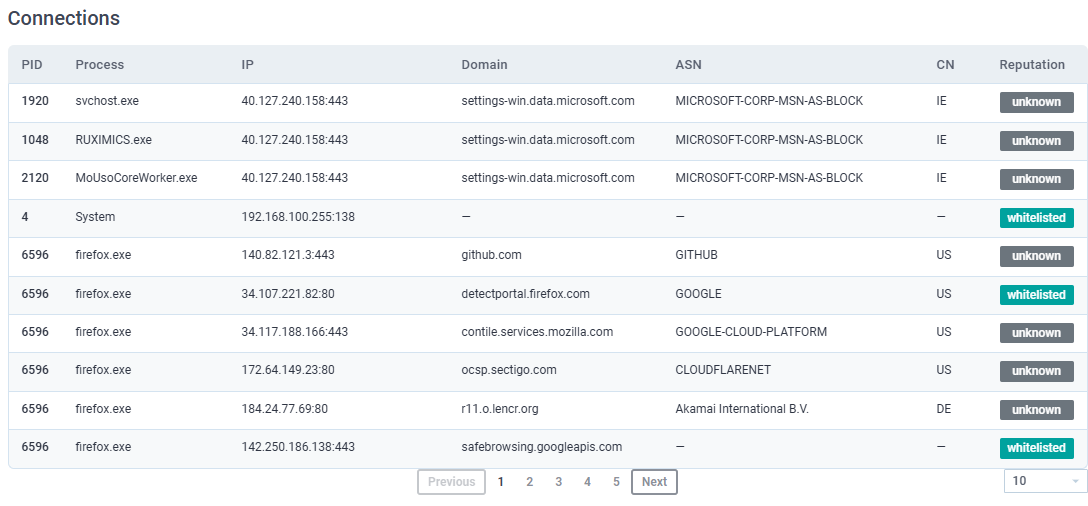 Connections
PID Process IP Domain ASN CN Reputation
1920 svchost.exe 40.127.240.158:443 settings-win.data.microsoft.com MICROSOFT-CORP-MSN-AS-BLOCK IE unknown
1048 RUXIMICS.exe 40.127.240.158:443 settings-win.data.microsoft.com MICROSOFT-CORP-MSN-AS-BLOCK IE unknown
2120 MoUsoCoreWorker.exe 40.127.240.158:443 settings-win.data.microsoft.com MICROSOFT-CORP-MSN-AS-BLOCK IE unknown
4 System 192.168.100.255:138 – – – whitelisted
6596 firefox.exe 140.82.121.3:443 github.com GITHUB US unknown
6596 firefox.exe 34.107.221.82:80 detectportal.firefox.com GOOGLE US whitelisted
6596 firefox.exe 34.117.188.166:443 contile.services.mozilla.com GOOGLE-CLOUD-PLATFORM US unknown
6596 firefox.exe 172.64.149.23:80 ocsp.sectigo.com CLOUDFLARENET US unknown
6596 firefox.exe 184.24.77.69:80 r11.o.lencr.org Akamai International B.V. DE unknown
6596 firefox.exe 142.250.186.138:443 safebrowsing.googleapis.com – – whitelisted
Previous 1 2 3 4 5 Next 10